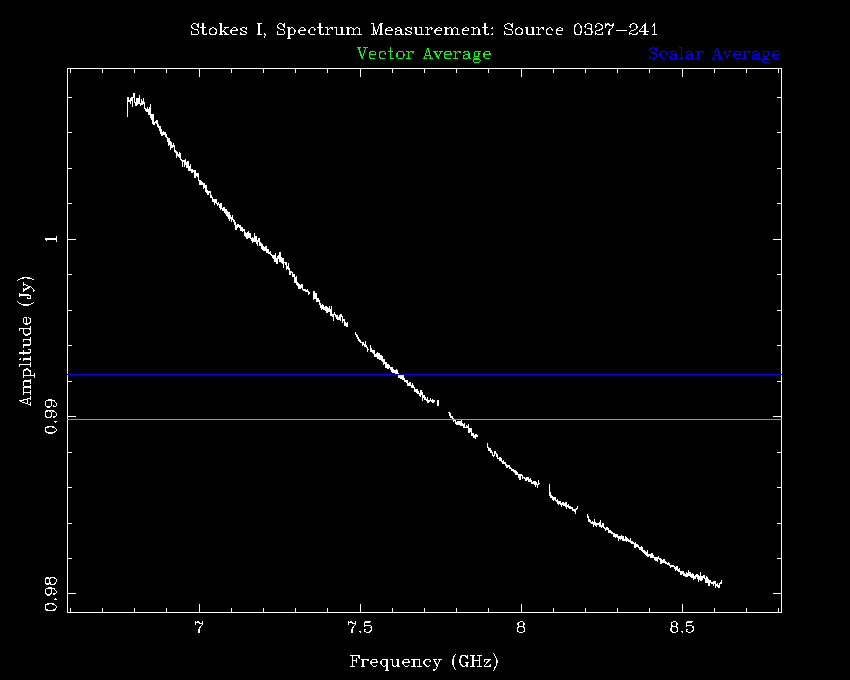 Stokes I, Spectrum Measurement: Source 0327−241
Vector Average Scalar Average
Amplitude (Jy)
1
0.99
0.98
7 7.5 8 8.5
Frequency (GHz)